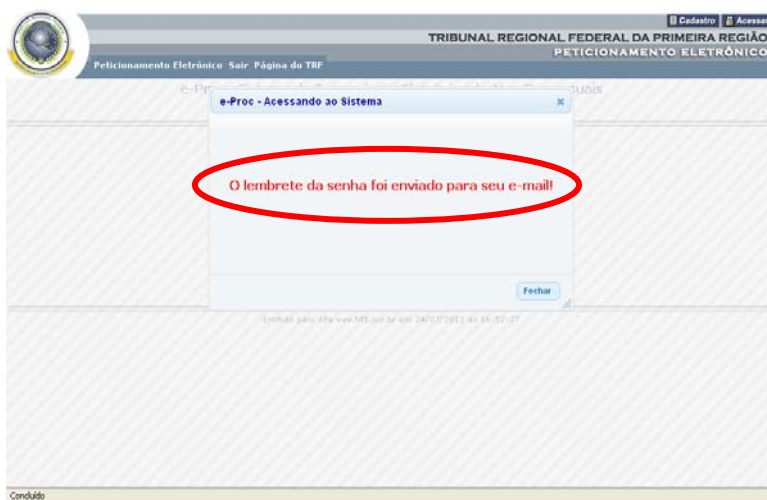 Cadastro Acessar
TRIBUNAL REGIONAL FEDERAL DA PRIMEIRA REGIÃO
PETICIONAMENTO ELETRÔNICO
Peticionamento Eletrônico Sair Página do TRF
e-Proc - Acessando ao Sistema
O lembrete da senha foi enviado para seu e-mail!
Fechar
Concluído